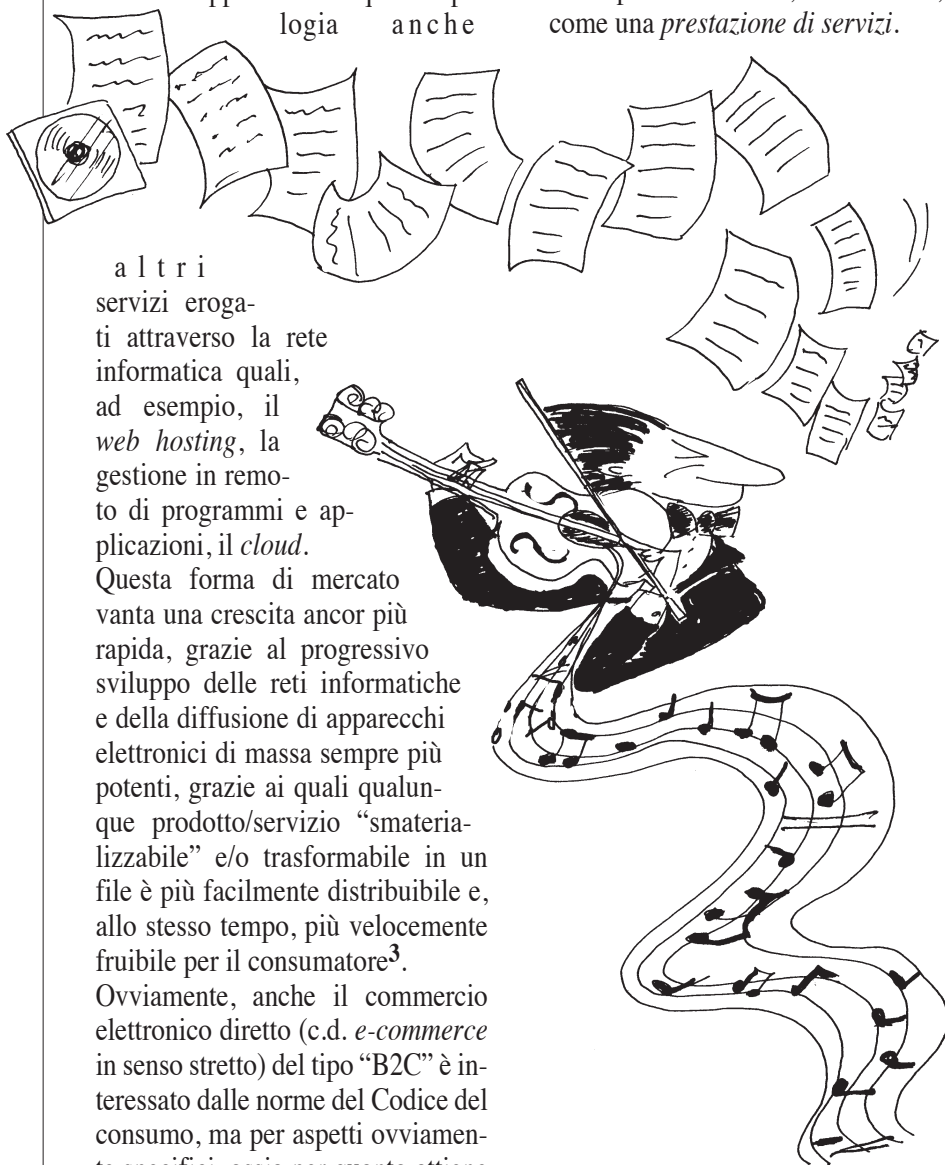 logia anche
altri
servizi eroga-
ti attraverso la rete
informatica quali,
ad esempio, il
web hosting, la
gestione in remo-
to di programmi e ap-
plicazioni, il cloud.
Questa forma di mercato
vanta una crescita ancor più
rapida, grazie al progressivo
sviluppo delle reti informatiche
e della diffusione di apparecchi
elettronici di massa sempre più
potenti, grazie ai quali qualun-
que prodotto/servizio “smateria-
lizzabile” e/o trasformabile in un
file è più facilmente distribuibile e,
allo stesso tempo, più velocemente
fruibile per il consumatore3.
Ovviamente, anche il commercio
elettronico diretto (c.d. e-commerce
in senso stretto) del tipo “B2C” è in-
teressato dalle norme del Codice del
consumo, ma per aspetti ovviamen-
come una prestazione di servizi.